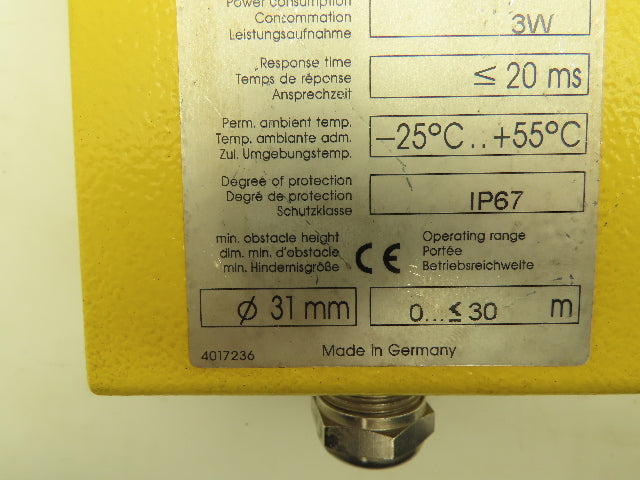 Power consumption
Consommation
Leistungsaufnahme
3W
Response time
Temps de réponse
Ansprechzeit
≤ 20 ms
Perm. ambient temp.
Temp. ambiante adm.
Zul. Umgebungstemp.
−25°C..+55°C
Degree of protection
Degré de protection
Schutzklasse
IP67
min. obstacle height
dim. min. d'obstacle
min. Hindernisgröße
CE
Operating range
Portée
Betriebsreichweite
ϕ 31 mm
0...≤ 30 m
4017236
Made in Germany